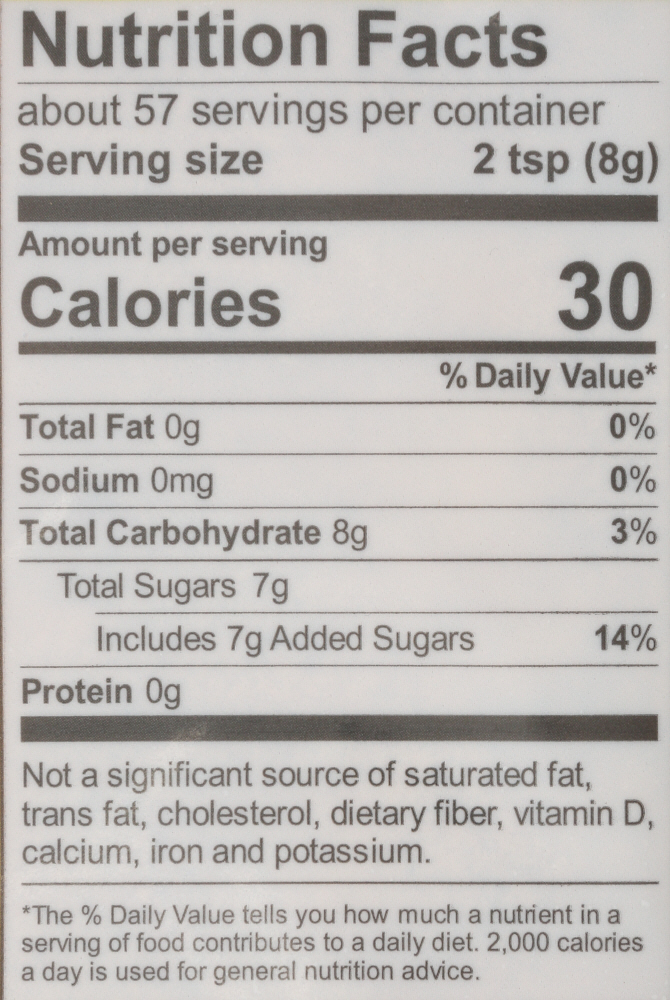 Nutrition Facts
about 57 servings per container
Serving size 2 tsp (8g)
Amount per serving
Calories 30
% Daily Value*
Total Fat 0g 0%
Sodium 0mg 0%
Total Carbohydrate 8g 3%
Total Sugars 7g
Includes 7g Added Sugars 14%
Protein 0g
Not a significant source of saturated fat,
trans fat, cholesterol, dietary fiber, vitamin D,
calcium, iron and potassium.
*The % Daily Value tells you how much a nutrient in a
serving of food contributes to a daily diet. 2,000 calories
a day is used for general nutrition advice.